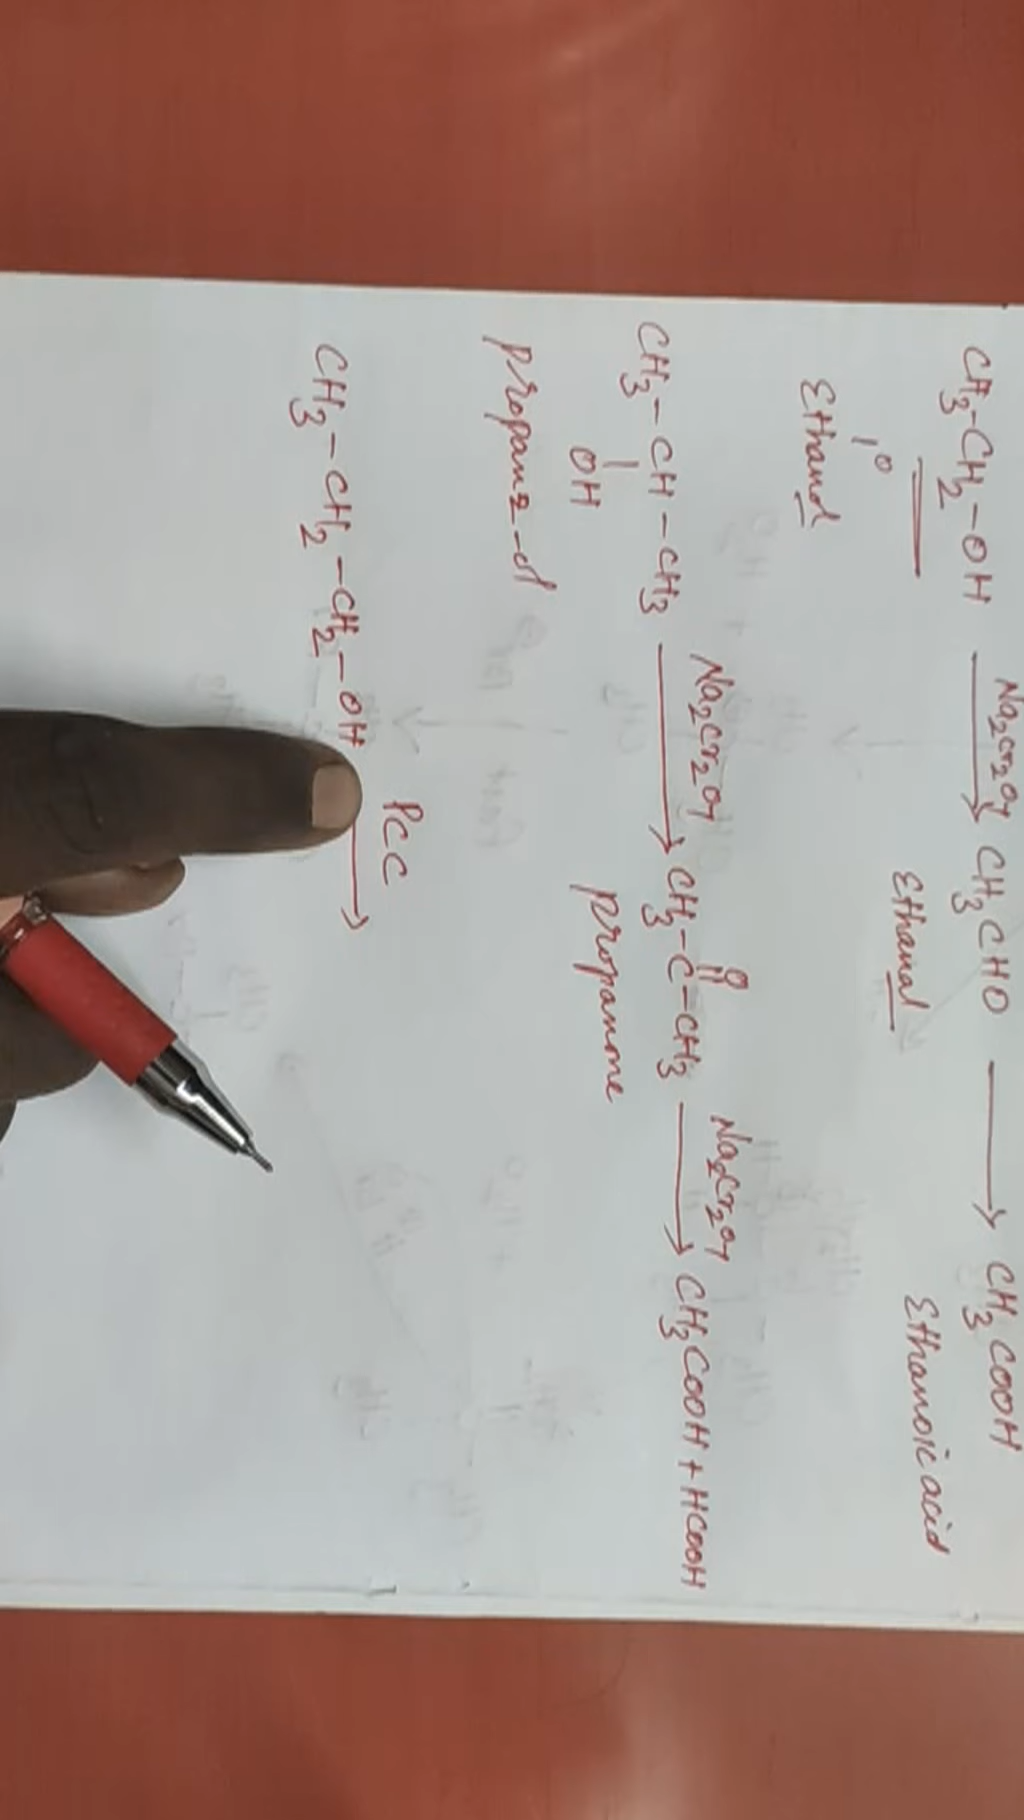 CH3-CH2-OH Na2Cr2O7 → CH3CHO → CH3COOH
1°
Ethanol Ethanal Ethanoic acid
O
CH3-CH-CH3 Na2Cr2O7 → CH3-C-CH3 Na2Cr2O7 → CH3COOH + HCOOH
OH
propan2-ol propanone
CH3-CH2-CH2-OH PCC →